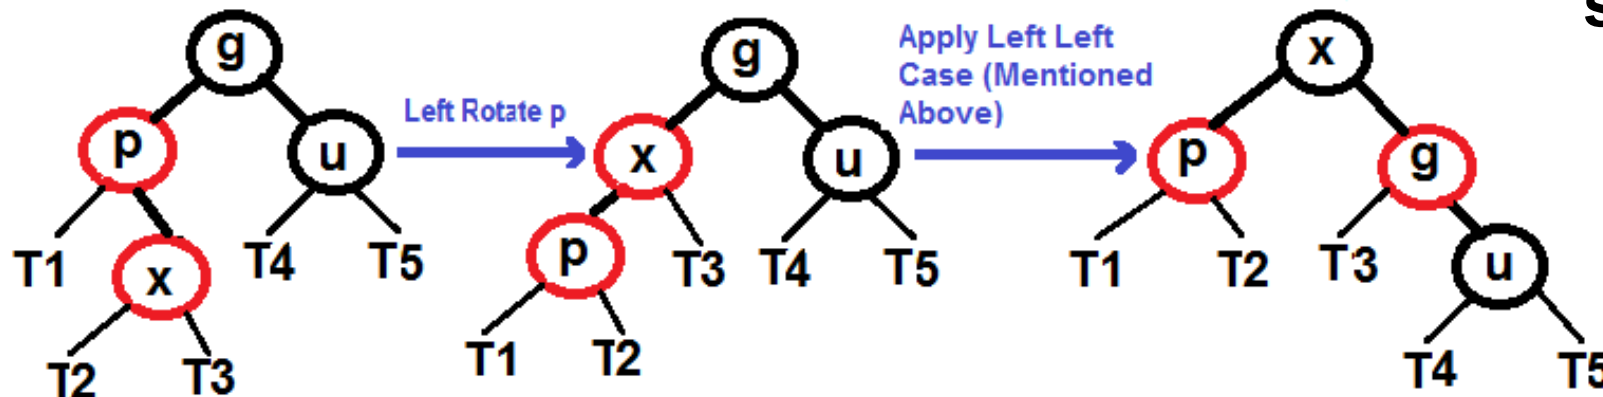 g
p
u
T1
x
T4
T5
T2
T3
Left Rotate p
g
x
u
p
T3
T4
T5
T1
T2
Apply Left Left
Case (Mentioned
Above)
x
p
g
T1
T2
T3
u
T4
T5